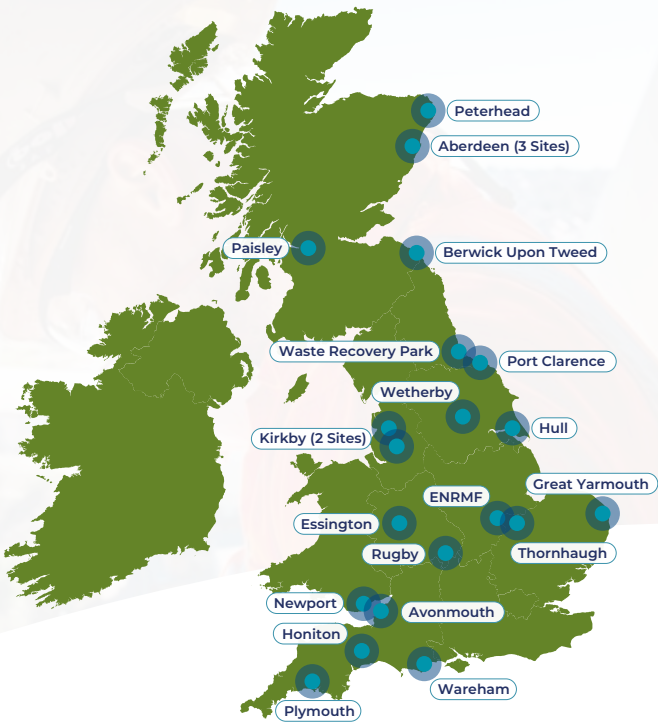 Peterhead
Aberdeen (3 Sites)
Paisley
Berwick Upon Tweed
Waste Recovery Park
Port Clarence
Wetherby
Kirkby (2 Sites)
Hull
Great Yarmouth
ENRMF
Essington
Rugby
Thornhaugh
Newport
Avonmouth
Honiton
Wareham
Plymouth